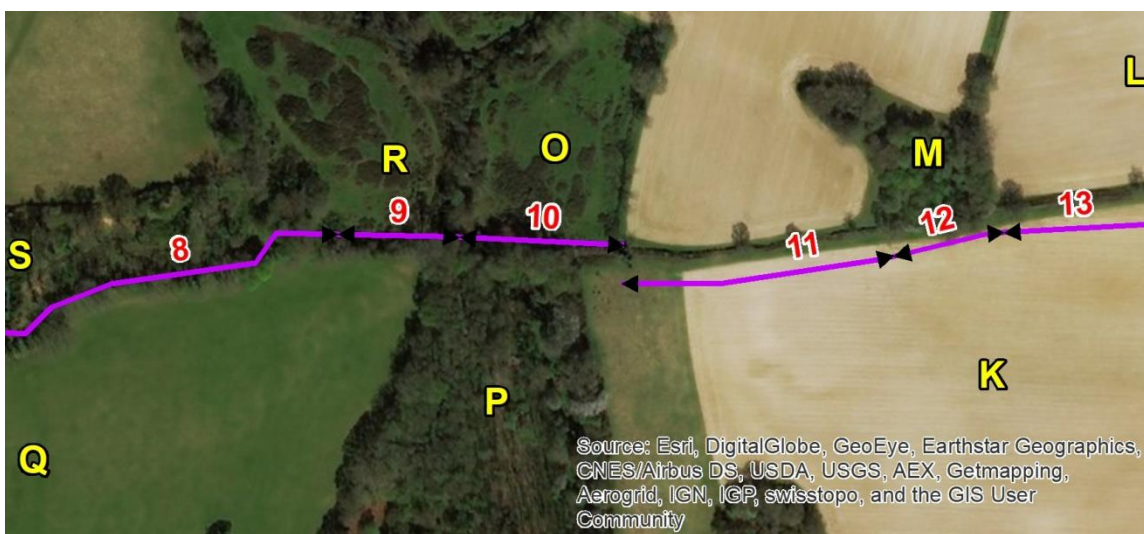 L
O
M
R
9
10
12
13
S
8
11
K
P
Q
Source: Esri, DigitalGlobe, GeoEye, Earthstar Geographics,
CNES/Airbus DS, USDA, USGS, AEX, Getmapping,
Aerogrid, IGN, IGP, swisstopo, and the GIS User
Community